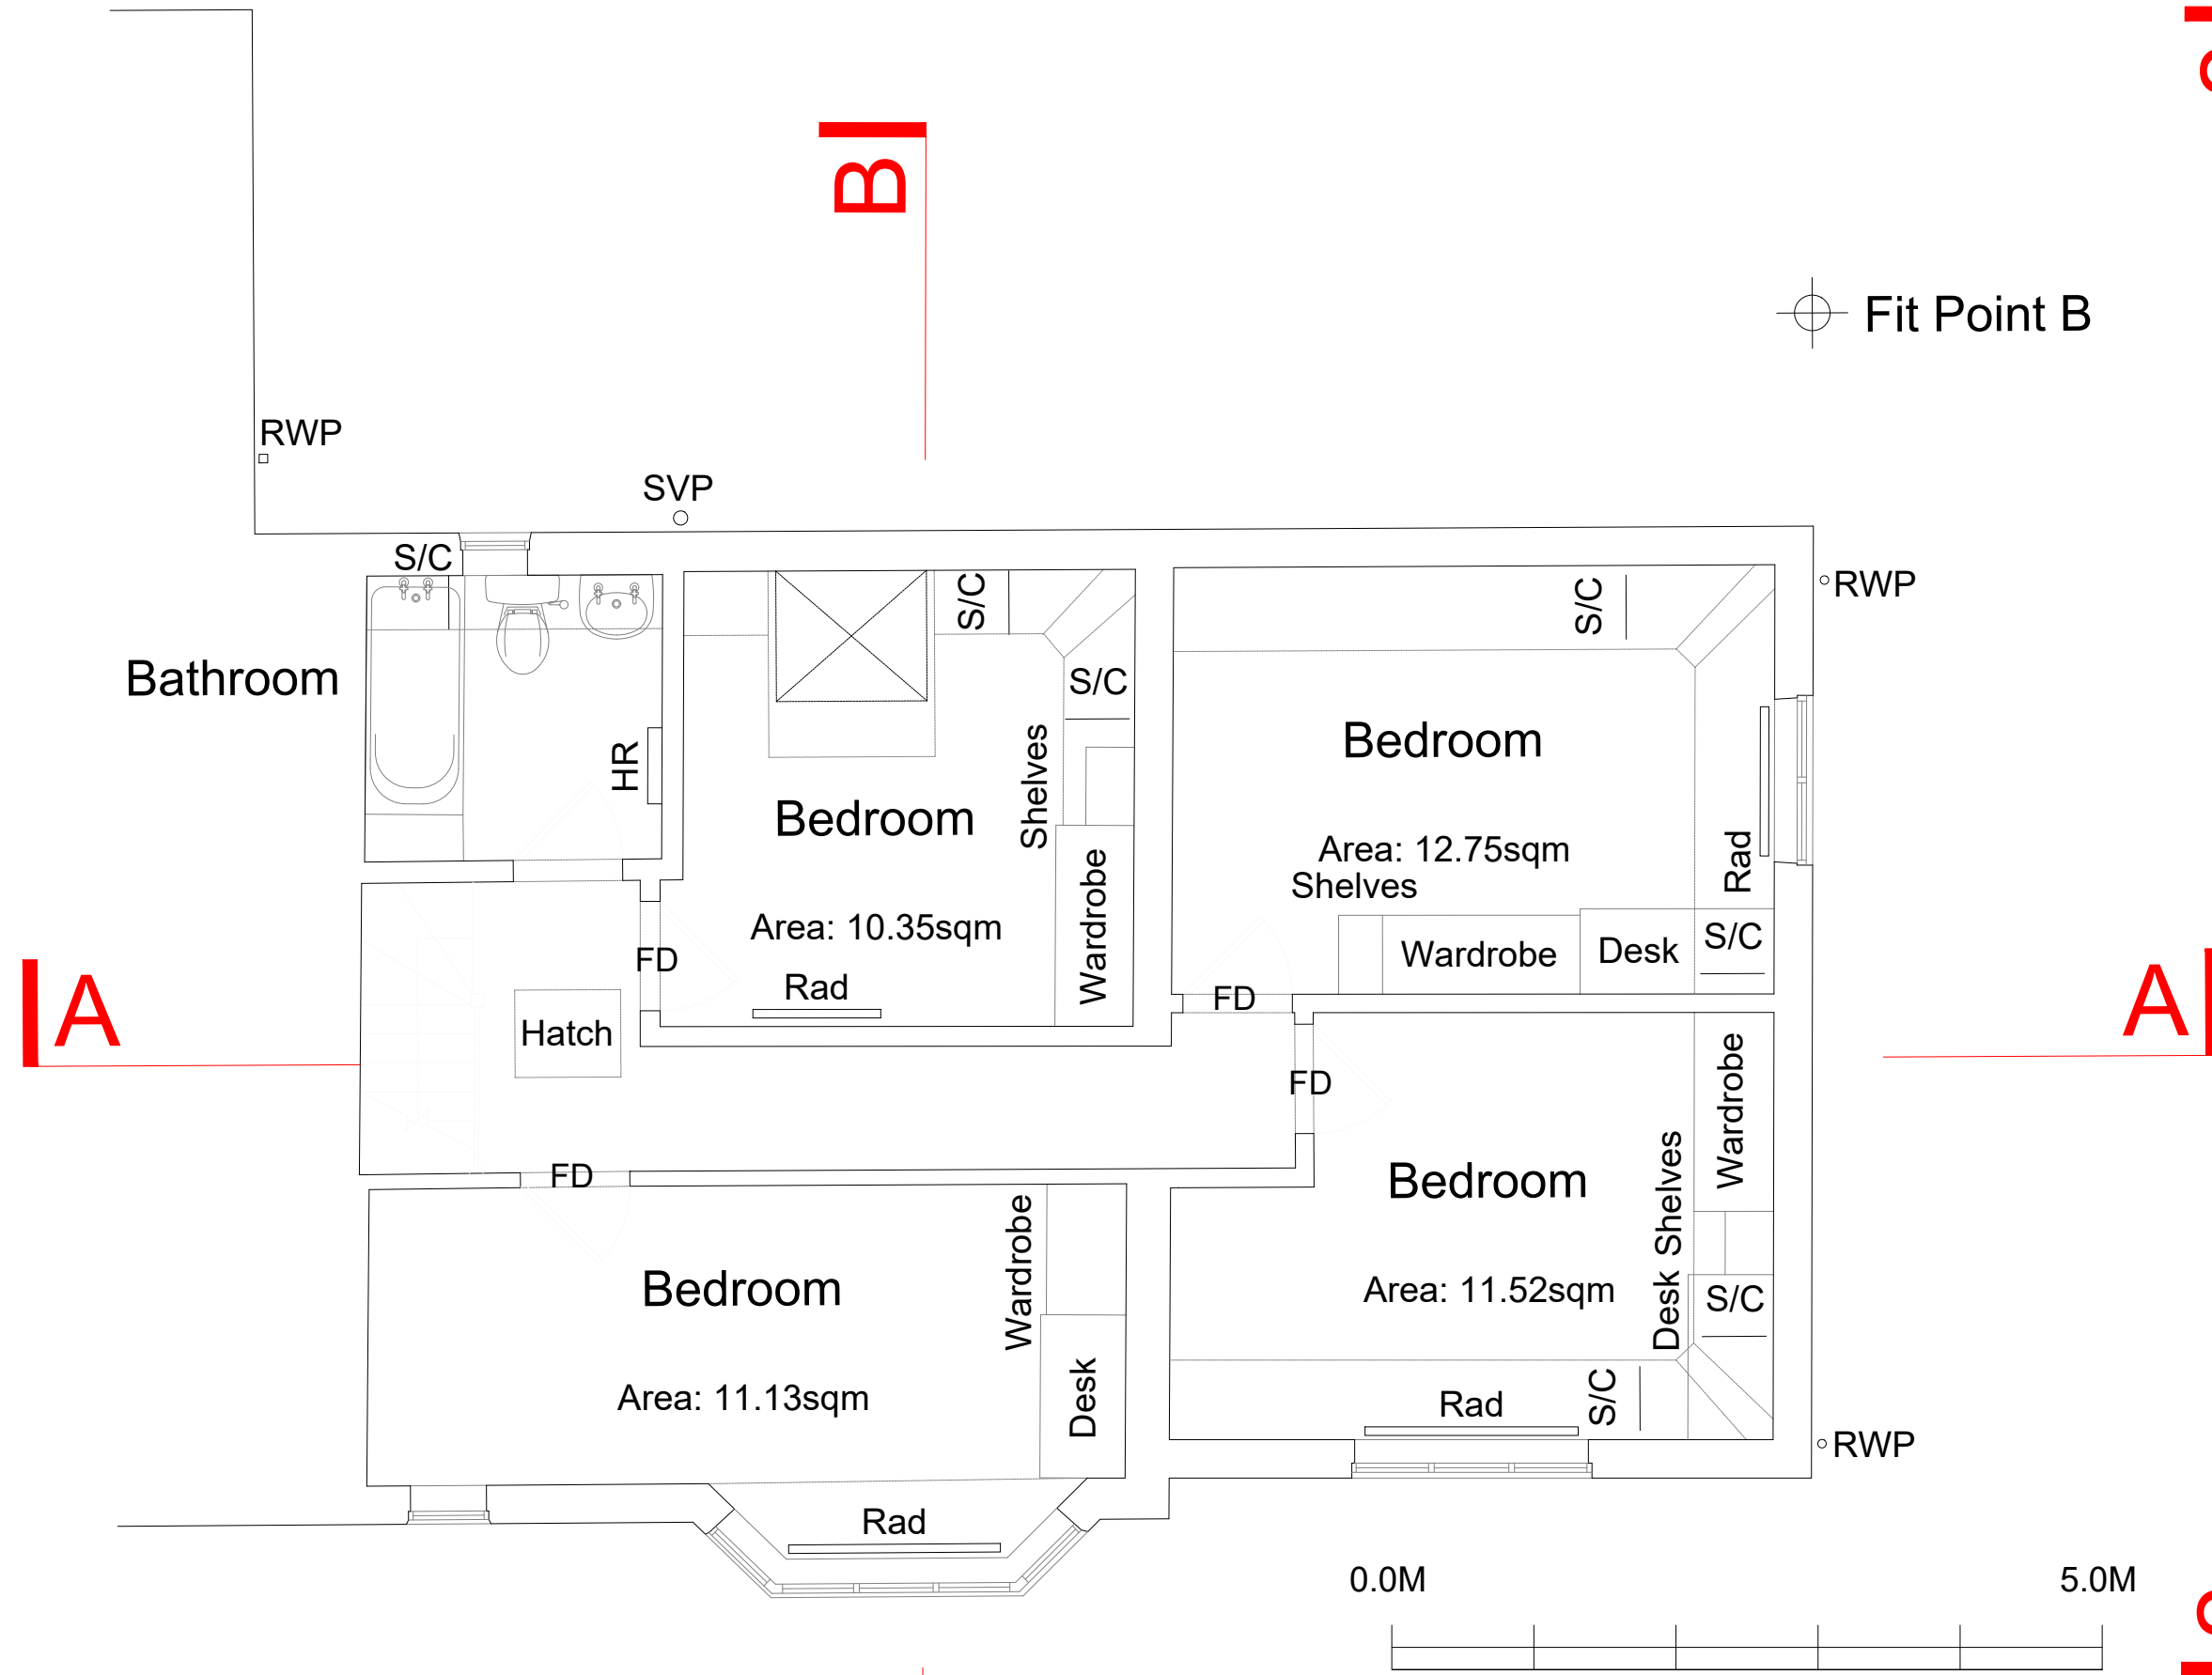 B
Fit Point B
RWP
SVP
S/C
S/C
S/C
RWP
Bathroom
S/C
HR
Shelves
Bedroom
Area: 10.35sqm
Rad
Wardrobe
FD
Bedroom
Area: 12.75sqm
Shelves
Rad
Wardrobe
Desk
S/C
FD
A
A
Hatch
FD
Wardrobe
FD
Bedroom
Area: 11.52sqm
Desk Shelves
S/C
Rad
S/C
RWP
Bedroom
Area: 11.13sqm
Wardrobe
Desk
Rad
0.0M
5.0M